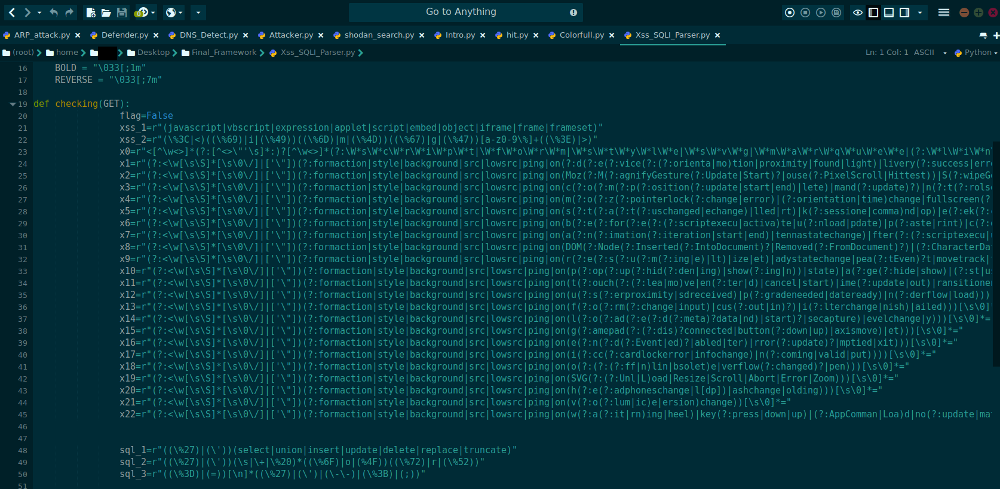 Go to Anything
0
ARP_attack.py Defender.py DNS_Detect.py Attacker.py shodan_search.py Intro.py hit.py Colorfull.py Xss_SQLI_Parser.py
(root) home Desktop Final_Framework Xss_SQLI_Parser.py Ln: 1 Col: 1 ASCII Python
16 BOLD = "\033[;1m"
17 REVERSE = "\033[;7m"
18
19 def checking(GET):
20 flag=False
21 xss_1=r"(javascript|vbscript|expression|applet|script|embed|object|iframe|frame|frameset)"
22 xss_2=r"(\%3C|<)((\%69)|i|(\%49))((\%6D)|m|(\%4D))((\%67)|g|(\%47))[a-z0-9\%]+((\%3E)|>)"
23 x0=r"<[^\w<>]*(?:[^<>\"'\s]*:)?[^\w<>]*(?:\W*s\W*c\W*r\W*i\W*p\W*t|\W*f\W*o\W*r\W*m|\W*s\W*t\W*y\W*l\W*e|\W*s\W*v\W*g|\W*m\W*a\W*r\W*q\W*u\W*e\W*e|(?:\W*l\W*i\W*n
24 x1=r"(?:<\w[\s\S]*[\s\0\/]|['\"])(?:formaction|style|background|src|lowsrc|ping|on(?:d(?:e(?:vice(?:(?:orienta|mo)tion|proximity|found|light)|livery(?:success|erro
25 x2=r"(?:<\w[\s\S]*[\s\0\/]|['\"])(?:formaction|style|background|src|lowsrc|ping|on(Moz(?:M(?:agnifyGesture(?:Update|Start)?|ouse(?:PixelScroll|Hittest))|S(?:wipeG
26 x3=r"(?:<\w[\s\S]*[\s\0\/]|['\"])(?:formaction|style|background|src|lowsrc|ping|on(c(?:o(?:m(?:p(?:osition(?:update|start|end)|lete)|mand(?:update)?)|n(?:t(?:rolse
27 x4=r"(?:<\w[\s\S]*[\s\0\/]|['\"])(?:formaction|style|background|src|lowsrc|ping|on(m(?:o(?:z(?:pointerlock(?:change|error)|(?:orientation|time)change|fullscreen(?:
28 x5=r"(?:<\w[\s\S]*[\s\0\/]|['\"])(?:formaction|style|background|src|lowsrc|ping|on(s(?:t(?:a(?:t(?:uschanged|echange)|lled|rt)|k(?:sessione|comma)nd|op)|e(?:ek(?:
29 x6=r"(?:<\w[\s\S]*[\s\0\/]|['\"])(?:formaction|style|background|src|lowsrc|ping|on(b(?:e(?:for(?:e(?:(?:scriptexecu|activa)te|u(?:nload|pdate)|p(?:aste|rint)|c(?:
30 x7=r"(?:<\w[\s\S]*[\s\0\/]|['\"])(?:formaction|style|background|src|lowsrc|ping|on(a(?:n(?:imation(?:iteration|start|end)|tennastatechange)|fter(?:(?:scriptexecu|
31 x8=r"(?:<\w[\s\S]*[\s\0\/]|['\"])(?:formaction|style|background|src|lowsrc|ping|on(DOM(?:Node(?:Inserted(?:IntoDocument)?|Removed(?:FromDocument)?)|(?:CharacterDa
32 x9=r"(?:<\w[\s\S]*[\s\0\/]|['\"])(?:formaction|style|background|src|lowsrc|ping|on(r(?:e(?:s(?:u(?:m(?:ing|e)|lt)|ize|et)|adystatechange|pea(?:tEven)?t|movetrack|
33 x10=r"(?:<\w[\s\S]*[\s\0\/]|['\"])(?:formaction|style|background|src|lowsrc|ping|on(p(?:op(?:up(?:hid(?:den|ing)|show(?:ing|n))|state)|a(?:ge(?:hide|show)|(?:st|u
34 x11=r"(?:<\w[\s\S]*[\s\0\/]|['\"])(?:formaction|style|background|src|lowsrc|ping|on(t(?:ouch(?:(?:lea|mo)ve|en(?:ter|d)|cancel|start)|ime(?:update|out)|ransitionen
35 x12=r"(?:<\w[\s\S]*[\s\0\/]|['\"])(?:formaction|style|background|src|lowsrc|ping|on(u(?:s(?:erproximity|sdreceived)|p(?:gradeneeded|dateready)|n(?:derflow|load)))
36 x13=r"(?:<\w[\s\S]*[\s\0\/]|['\"])(?:formaction|style|background|src|lowsrc|ping|on(f(?:o(?:rm(?:change|input)|cus(?:out|in)?)|i(?:lterchange|nish)|ailed)))[\s\0]*
37 x14=r"(?:<\w[\s\S]*[\s\0\/]|['\"])(?:formaction|style|background|src|lowsrc|ping|on(l(?:o(?:ad(?:e(?:d(?:meta)?data|nd)|start)?|secapture)|evelchange|y)))[\s\0]*=
38 x15=r"(?:<\w[\s\S]*[\s\0\/]|['\"])(?:formaction|style|background|src|lowsrc|ping|on(g(?:amepad(?:(?:dis)?connected|button(?:down|up)|axismove)|et)))[\s\0]*="
39 x16=r"(?:<\w[\s\S]*[\s\0\/]|['\"])(?:formaction|style|background|src|lowsrc|ping|on(e(?:n(?:d(?:Event|ed)?|abled|ter)|rror(?:update)?|mptied|xit)))[\s\0]*="
40 x17=r"(?:<\w[\s\S]*[\s\0\/]|['\"])(?:formaction|style|background|src|lowsrc|ping|on(i(?:cc(?:cardlockerror|infochange)|n(?:coming|valid|put))))[\s\0]*="
41 x18=r"(?:<\w[\s\S]*[\s\0\/]|['\"])(?:formaction|style|background|src|lowsrc|ping|on(o(?:(?:(?:ff|n)lin|bsolet)e|verflow(?:changed)?|pen)))[\s\0]*="
42 x19=r"(?:<\w[\s\S]*[\s\0\/]|['\"])(?:formaction|style|background|src|lowsrc|ping|on(SVG(?:(?:Unl|L)oad|Resize|Scroll|Abort|Error|Zoom)))[\s\0]*="
43 x20=r"(?:<\w[\s\S]*[\s\0\/]|['\"])(?:formaction|style|background|src|lowsrc|ping|on(h(?:e(?:adphoneschange|l[dp])|ashchange|olding)))[\s\0]*="
44 x21=r"(?:<\w[\s\S]*[\s\0\/]|['\"])(?:formaction|style|background|src|lowsrc|ping|on(v(?:o(?:lum|ic)e|ersion)change))[\s\0]*="
45 x22=r"(?:<\w[\s\S]*[\s\0\/]|['\"])(?:formaction|style|background|src|lowsrc|ping|on(w(?:a(?:it|rn)ing|heel)|key(?:press|down|up)|(?:AppComman|Loa)d|no(?:update|ma
46
47
48 sql_1=r"((\%27)|(\'))(select|union|insert|update|delete|replace|truncate)"
49 sql_2=r"((\%27)|(\'))(\s|\+|\%20)*((\%6F)|o|(%4F))((\%72)|r|(\%52))"
50 sql_3=r"((\%3D)|(=))[\n]*((\%27)|(\')|(\-\-)|(\%3B)|(;))"
51